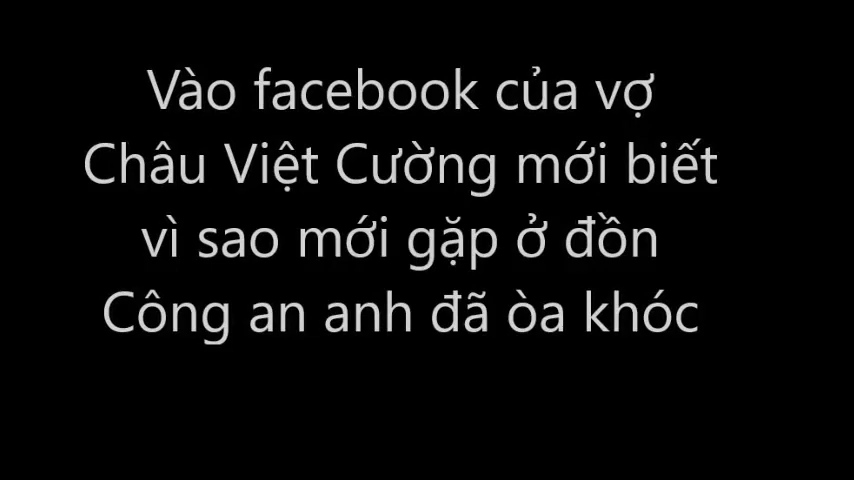 Vào facebook của vợ
Châu Việt Cường mới biết
vì sao mới gặp ở đồn
Công an anh đã òa khóc